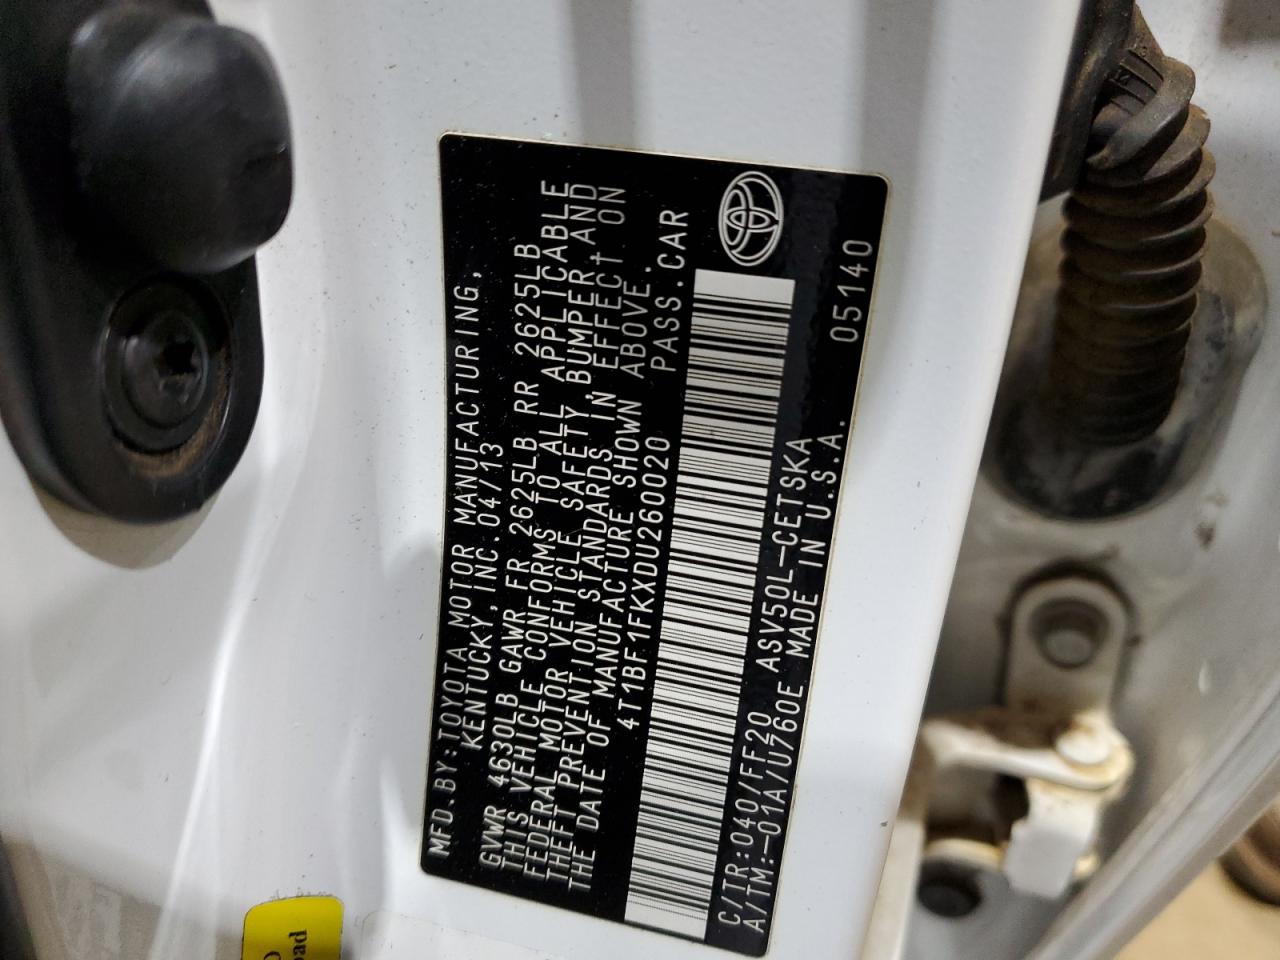 MFD.BY:TOYOTA MOTOR MANUFACTURING,
KENTUCKY,INC.04/13
GVWR 4630LB GAWR FR 2625LB RR 2625LB
THIS VEHICLE CONFORMS TO ALL APPLICABLE
FEDERAL MOTOR VEHICLE SAFETY,BUMPER,AND
THEFT PREVENTION STANDARDS IN EFFECT ON
THE DATE OF MANUFACTURE SHOWN ABOVE.
4T1BF1FKXDU260020 PASS.CAR
C/TR:040/FF20 ASV50L-CETSKA 05140
A/TM:-01A/U760E MADE IN U.S.A.